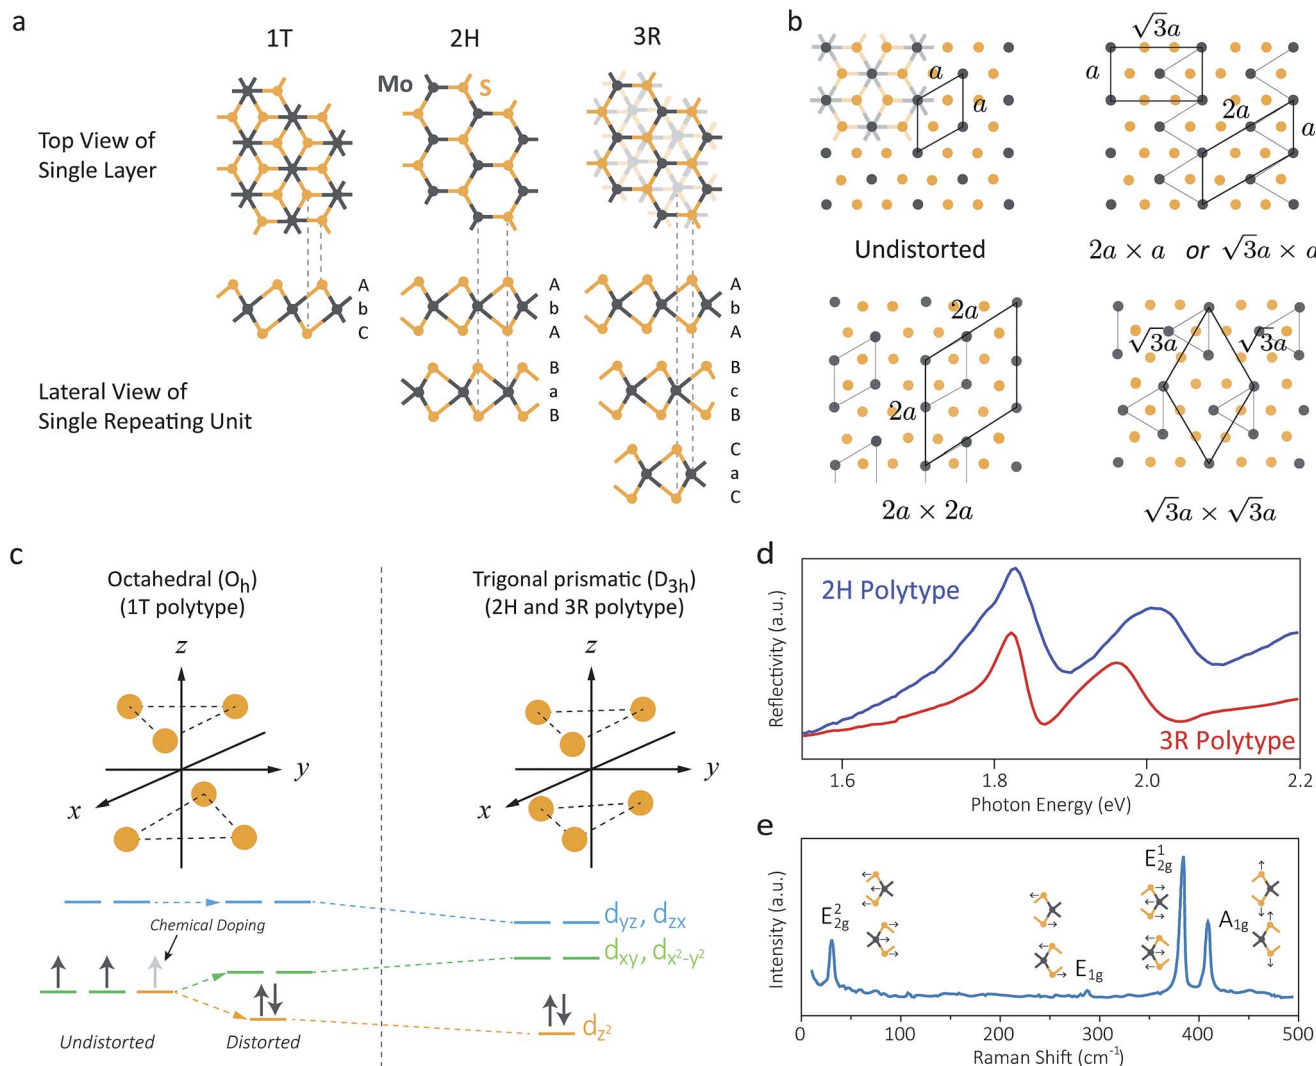 a
1T
2H
3R
Mo
S
Top View of
Single Layer
A
b
C
A
b
A
A
b
A
Lateral View of
Single Repeating Unit
B
a
B
B
c
B
C
a
C
b
a
a
Undistorted
√3a
a
2a
a
2a × a or √3a × a
2a
2a
2a × 2a
√3a
√3a
√3a × √3a
c
Octahedral (Oh)
(1T polytype)
Trigonal prismatic (D3h)
(2H and 3R polytype)
z
y
x
z
y
x
Chemical Doping
Undistorted
Distorted
dyz, dzx
dxy, dx²-y²
dz²
d
2H Polytype
3R Polytype
Reflectivity (a.u.)
1.6
1.8
2.0
2.2
Photon Energy (eV)
e
E²2g
E1g
E¹2g
A1g
Intensity (a.u.)
0
100
200
300
400
500
Raman Shift (cm⁻¹)